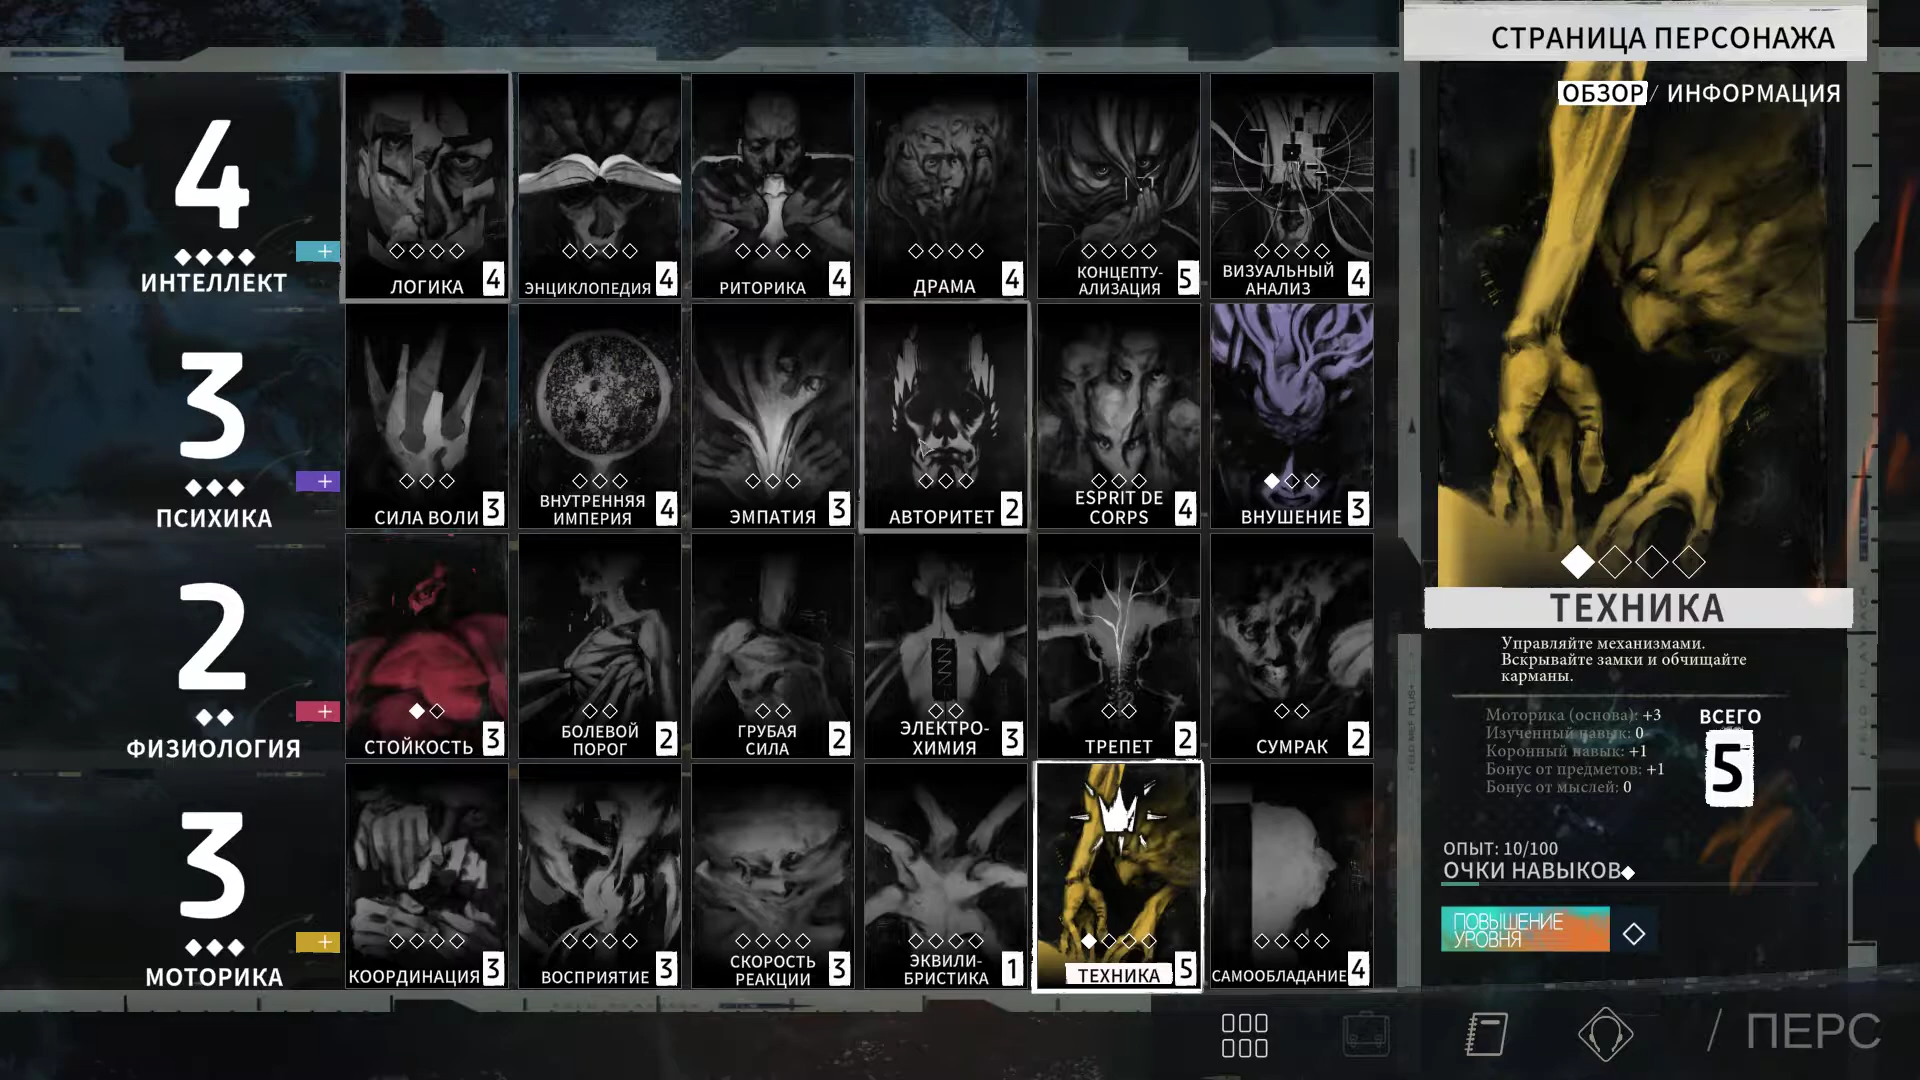 СТРАНИЦА ПЕРСОНАЖА
ОБЗОР / ИНФОРМАЦИЯ
4
ИНТЕЛЛЕКТ
+
ЛОГИКА 4
ЭНЦИКЛОПЕДИЯ 4
РИТОРИКА 4
ДРАМА 4
КОНЦЕПТУ-
АЛИЗАЦИЯ 5
ВИЗУАЛЬНЫЙ
АНАЛИЗ 4
3
ПСИХИКА
+
СИЛА ВОЛИ 3
ВНУТРЕННЯЯ
ИМПЕРИЯ 4
ЭМПАТИЯ 3
АВТОРИТЕТ 2
ESPRIT DE
CORPS 4
ВНУШЕНИЕ 3
2
ФИЗИОЛОГИЯ
+
СТОЙКОСТЬ 3
БОЛЕВОЙ
ПОРОГ 2
ГРУБАЯ
СИЛА 2
ЭЛЕКТРО-
ХИМИЯ 3
ТРЕПЕТ 2
СУМРАК 2
3
МОТОРИКА
+
КООРДИНАЦИЯ 3
ВОСПРИЯТИЕ 3
СКОРОСТЬ
РЕАКЦИИ 3
ЭКВИЛИ-
БРИСТИКА 1
ТЕХНИКА 5
САМООБЛАДАНИЕ 4
ТЕХНИКА
Управляйте механизмами.
Вскрывайте замки и обчищайте
карманы.
Моторика (основа): +3
Изученный навык: 0
Коронный навык: +1
Бонус от предметов: +1
Бонус от мыслей: 0
ВСЕГО
5
ОПЫТ: 10/100
ОЧКИ НАВЫКОВ
ПОВЫШЕНИЕ
УРОВНЯ
/ ПЕРС